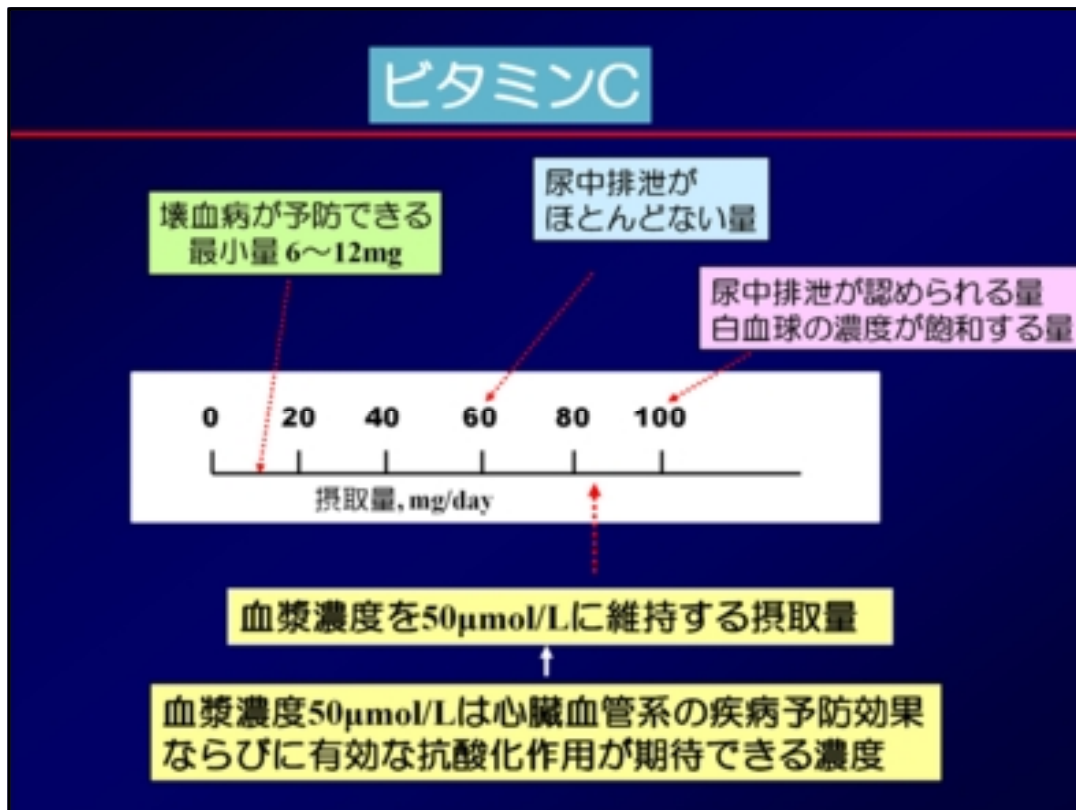 ビタミンC
壊血病が予防できる
最小量 6～12mg
尿中排泄が
ほとんどない量
尿中排泄が認められる量
白血球の濃度が飽和する量
0 20 40 60 80 100
摂取量, mg/day
血漿濃度を50μmol/Lに維持する摂取量
血漿濃度50μmol/Lは心臓血管系の疾病予防効果
ならびに有効な抗酸化作用が期待できる濃度